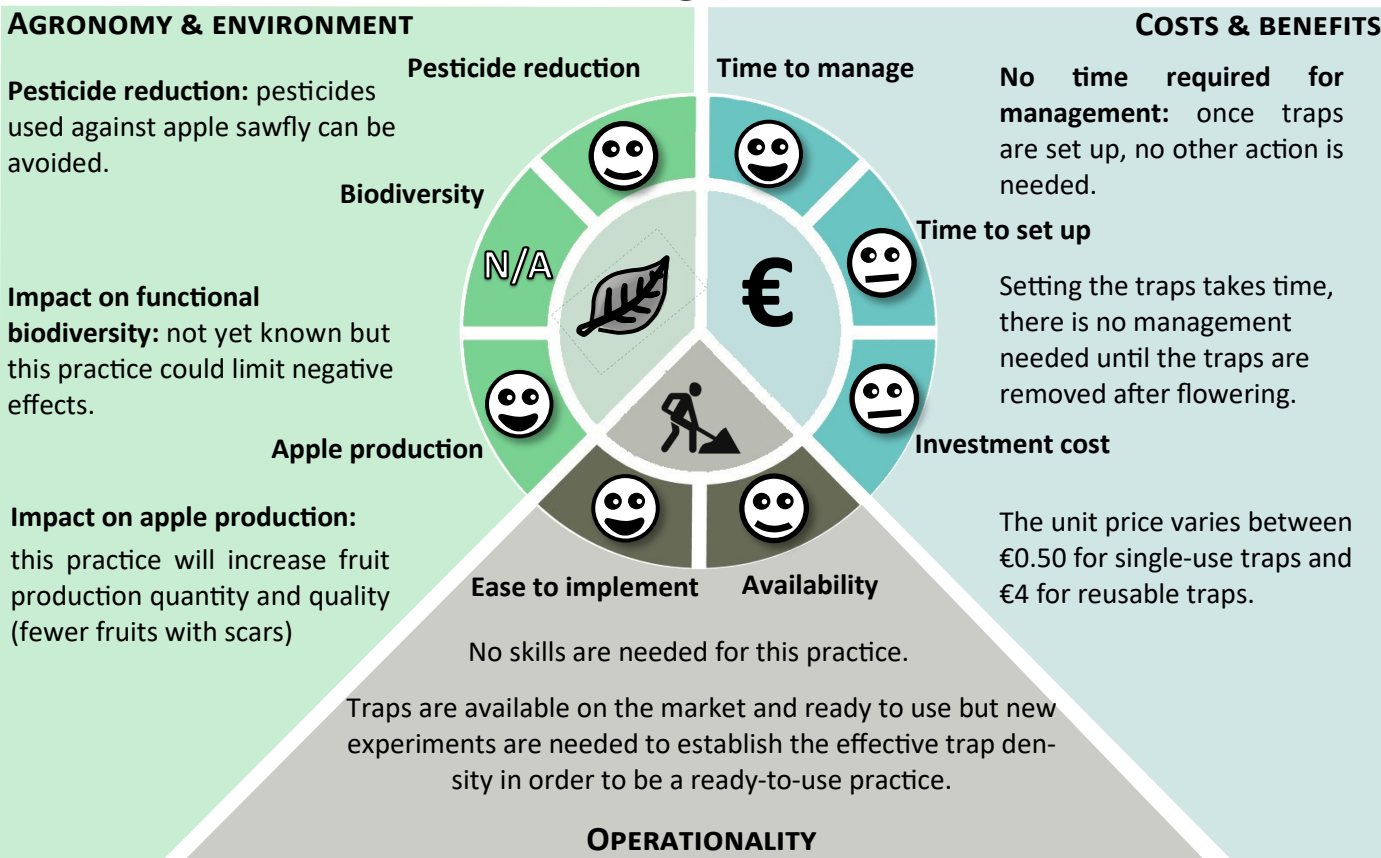 AGRONOMY & ENVIRONMENT
Pesticide reduction: pesticides
used against apple sawfly can be
avoided.
Impact on functional
biodiversity: not yet known but
this practice could limit negative
effects.
Impact on apple production:
this practice will increase fruit
production quantity and quality
(fewer fruits with scars)
Pesticide reduction
Biodiversity
N/A
Apple production
COSTS & BENEFITS
Time to manage
€
Time to set up
Investment cost
No time required for
management: once traps
are set up, no other action is
needed.
Setting the traps takes time,
there is no management
needed until the traps are
removed after flowering.
The unit price varies between
€0.50 for single-use traps and
€4 for reusable traps.
Ease to implement
Availability
No skills are needed for this practice.
Traps are available on the market and ready to use but new
experiments are needed to establish the effective trap den-
sity in order to be a ready-to-use practice.
OPERATIONALITY